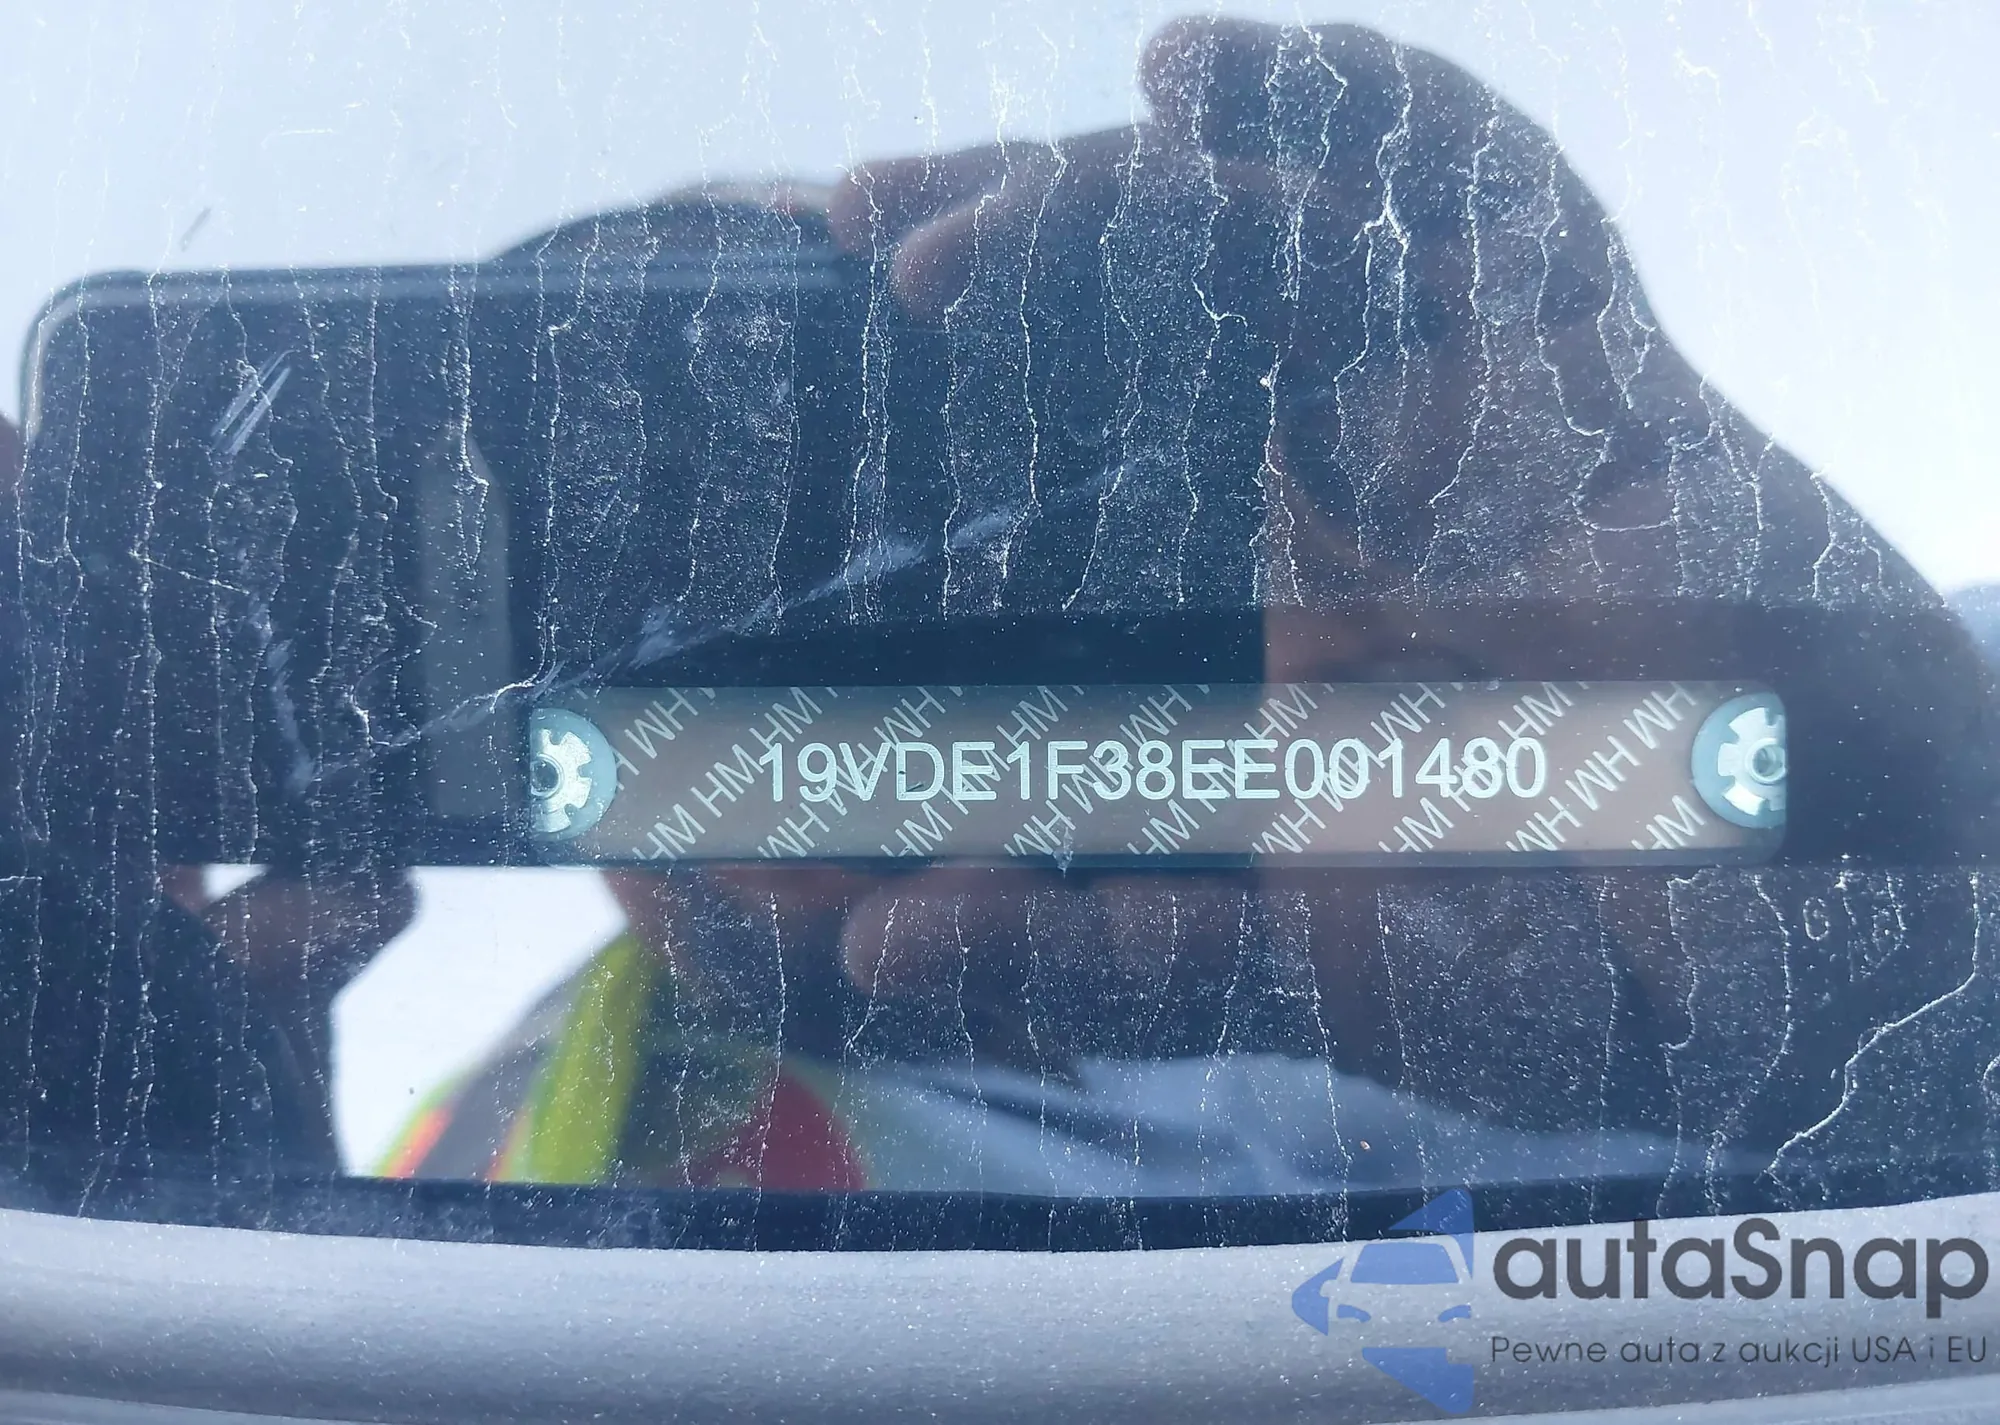 19VDE1F38EE001480
autaSnap
Pewne auta z aukcji USA i EU